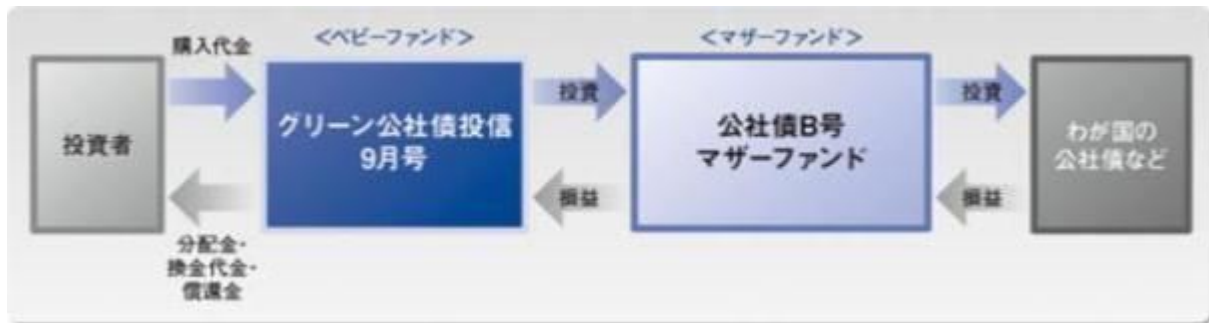 購入代金
<ベビーファンド>
<マザーファンド>
投資者
グリーン公社債投信
9月号
投資
公社債B号
マザーファンド
投資
わが国の
公社債など
損益
損益
分配金・
換金代金・
償還金